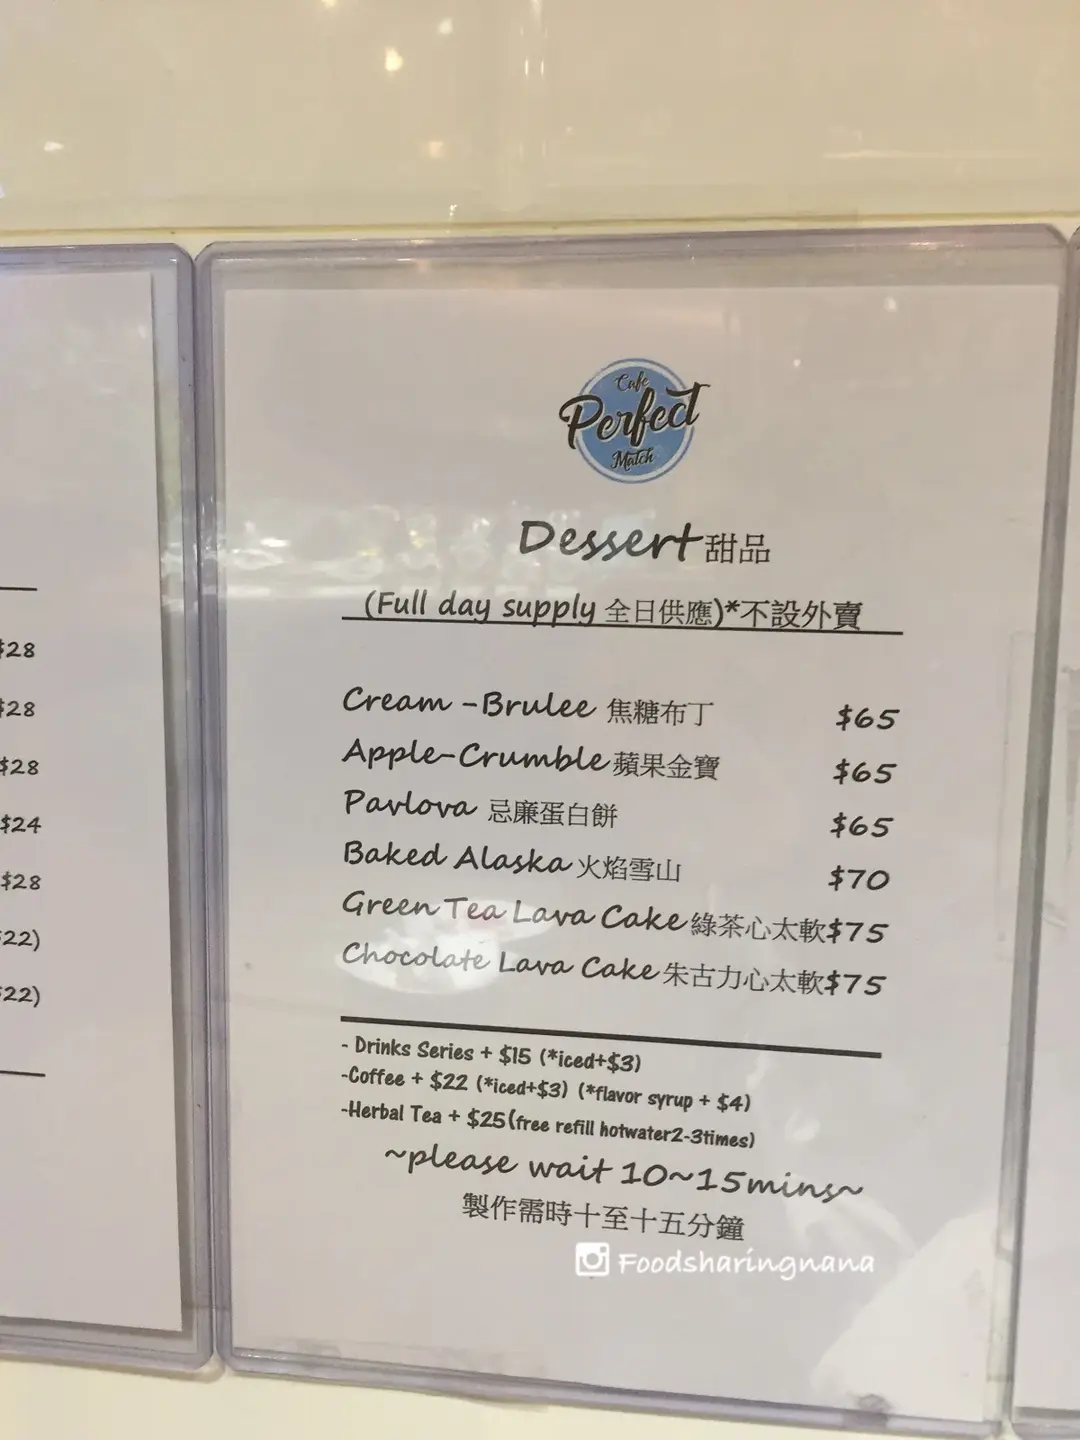 $28
$28
$28
$24
$28
$22)
$22)
Cafe
Perfect
Match
Dessert甜品
(Full day supply 全日供應)*不設外賣
Cream -Brulee 焦糖布丁 $65
Apple-Crumble 蘋果金寶 $65
Pavlova 忌廉蛋白餅 $65
Baked Alaska 火焰雪山 $70
Green Tea Lava Cake 綠茶心太軟$75
Chocolate Lava Cake 朱古力心太軟$75
- Drinks Series + $15 (*iced+$3)
-Coffee + $22 (*iced+$3) (*flavor syrup + $4)
-Herbal Tea + $25(free refill hotwater2-3times)
~please wait 10~15mins~
製作需時十至十五分鐘
Foodsharingnana